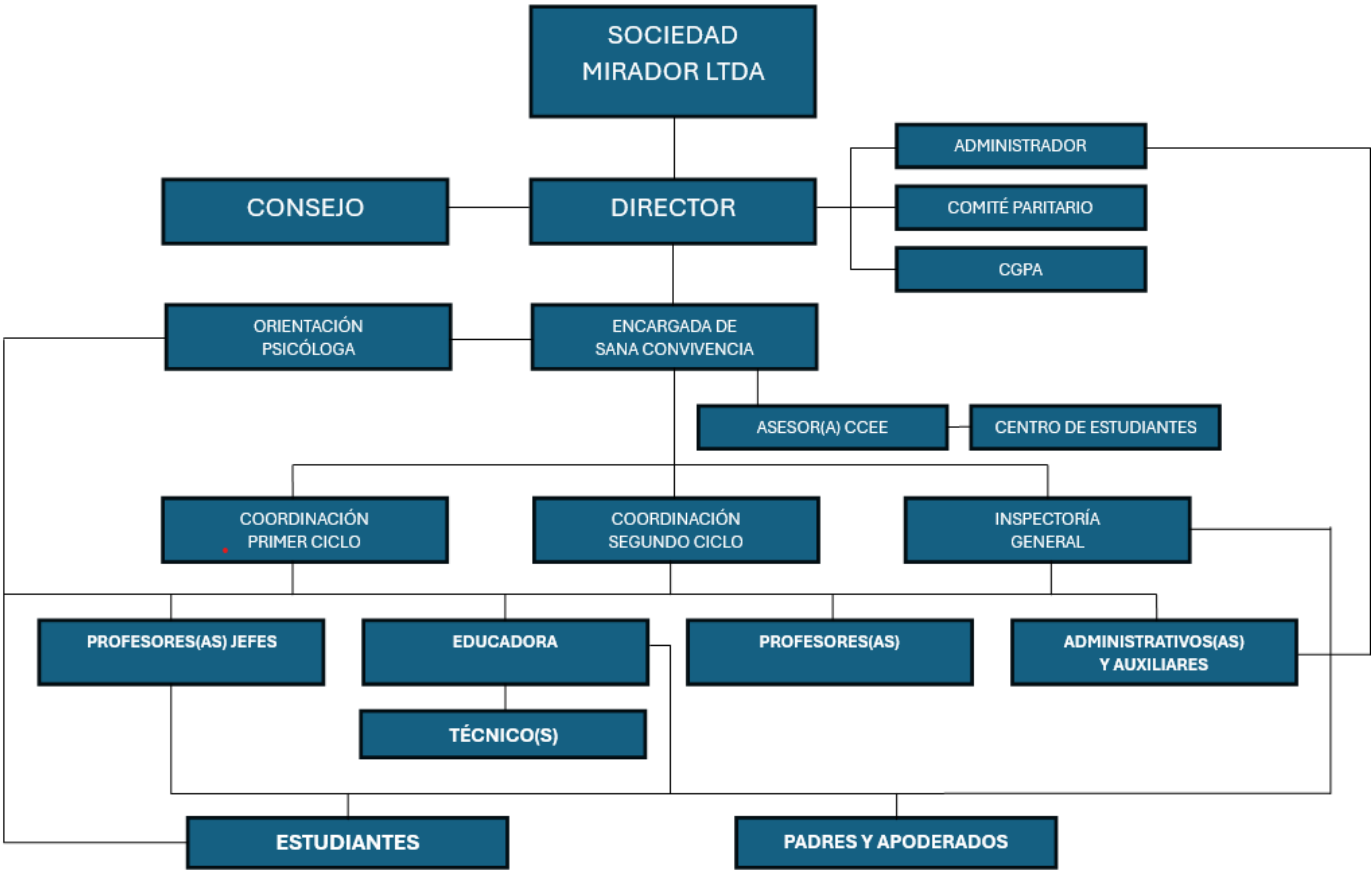 SOCIEDAD
MIRADOR LTDA
ADMINISTRADOR
CONSEJO
DIRECTOR
COMITÉ PARITARIO
CGPA
ORIENTACIÓN
PSICÓLOGA
ENCARGADA DE
SANA CONVIVENCIA
ASESOR(A) CCEE
CENTRO DE ESTUDIANTES
COORDINACIÓN
PRIMER CICLO
COORDINACIÓN
SEGUNDO CICLO
INSPECTORÍA
GENERAL
PROFESORES(AS) JEFES
EDUCADORA
PROFESORES(AS)
ADMINISTRATIVOS(AS)
Y AUXILIARES
TÉCNICO(S)
ESTUDIANTES
PADRES Y APODERADOS